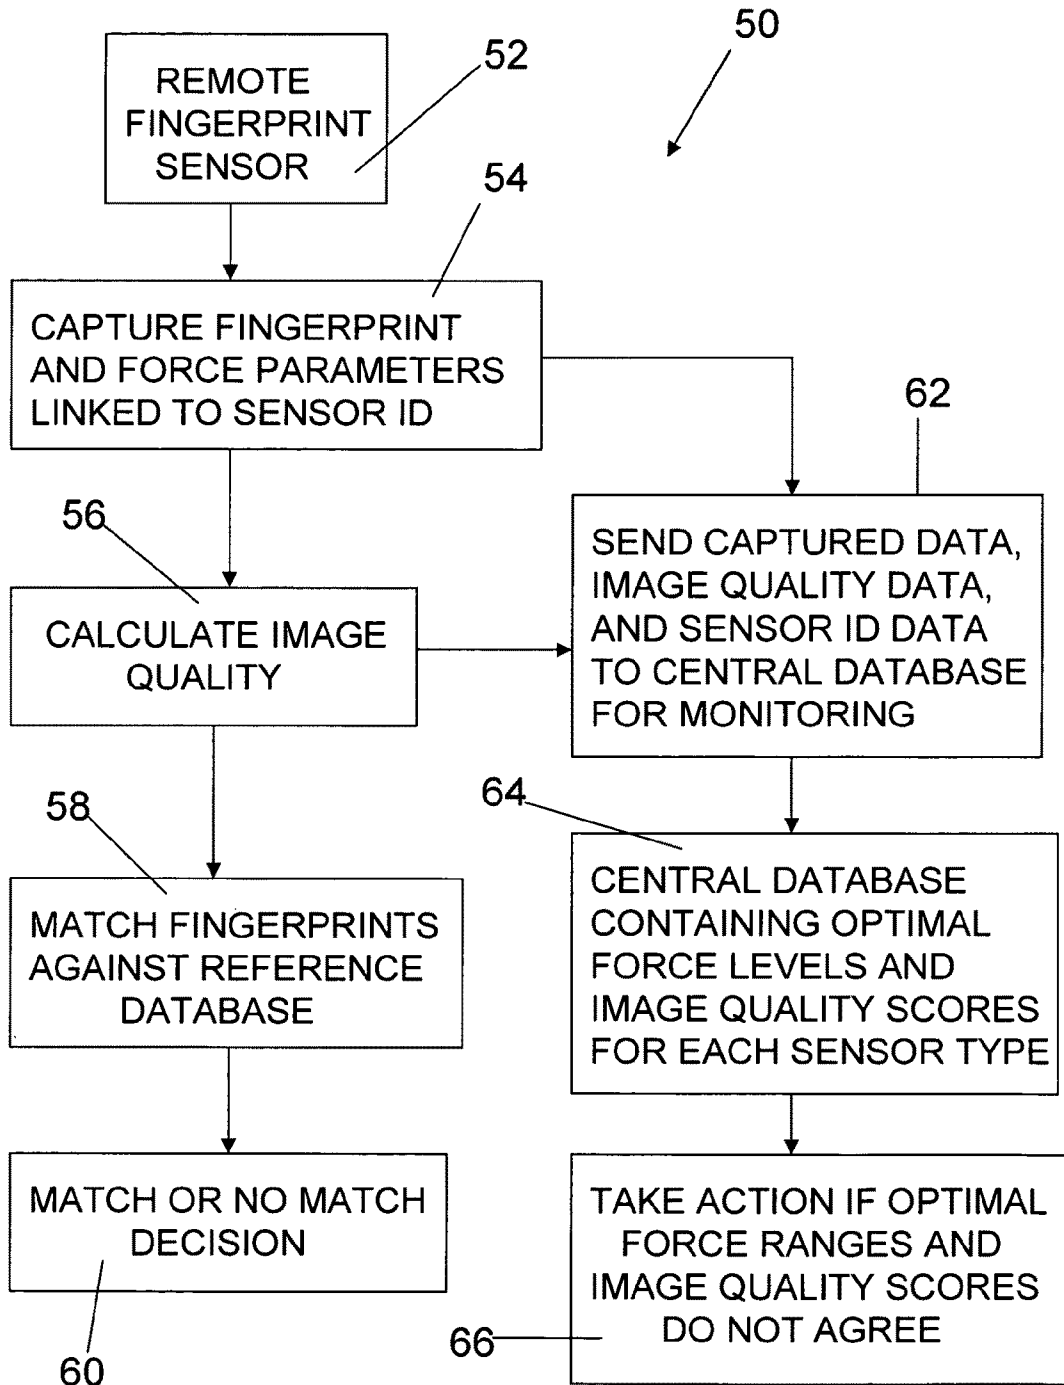 50
52
REMOTE
FINGERPRINT
SENSOR
54
CAPTURE FINGERPRINT
AND FORCE PARAMETERS
LINKED TO SENSOR ID
62
56
SEND CAPTURED DATA,
IMAGE QUALITY DATA,
AND SENSOR ID DATA
TO CENTRAL DATABASE
FOR MONITORING
CALCULATE IMAGE
QUALITY
64
58
CENTRAL DATABASE
CONTAINING OPTIMAL
FORCE LEVELS AND
IMAGE QUALITY SCORES
FOR EACH SENSOR TYPE
MATCH FINGERPRINTS
AGAINST REFERENCE
DATABASE
MATCH OR NO MATCH
DECISION
60
TAKE ACTION IF OPTIMAL
FORCE RANGES AND
IMAGE QUALITY SCORES
DO NOT AGREE
66